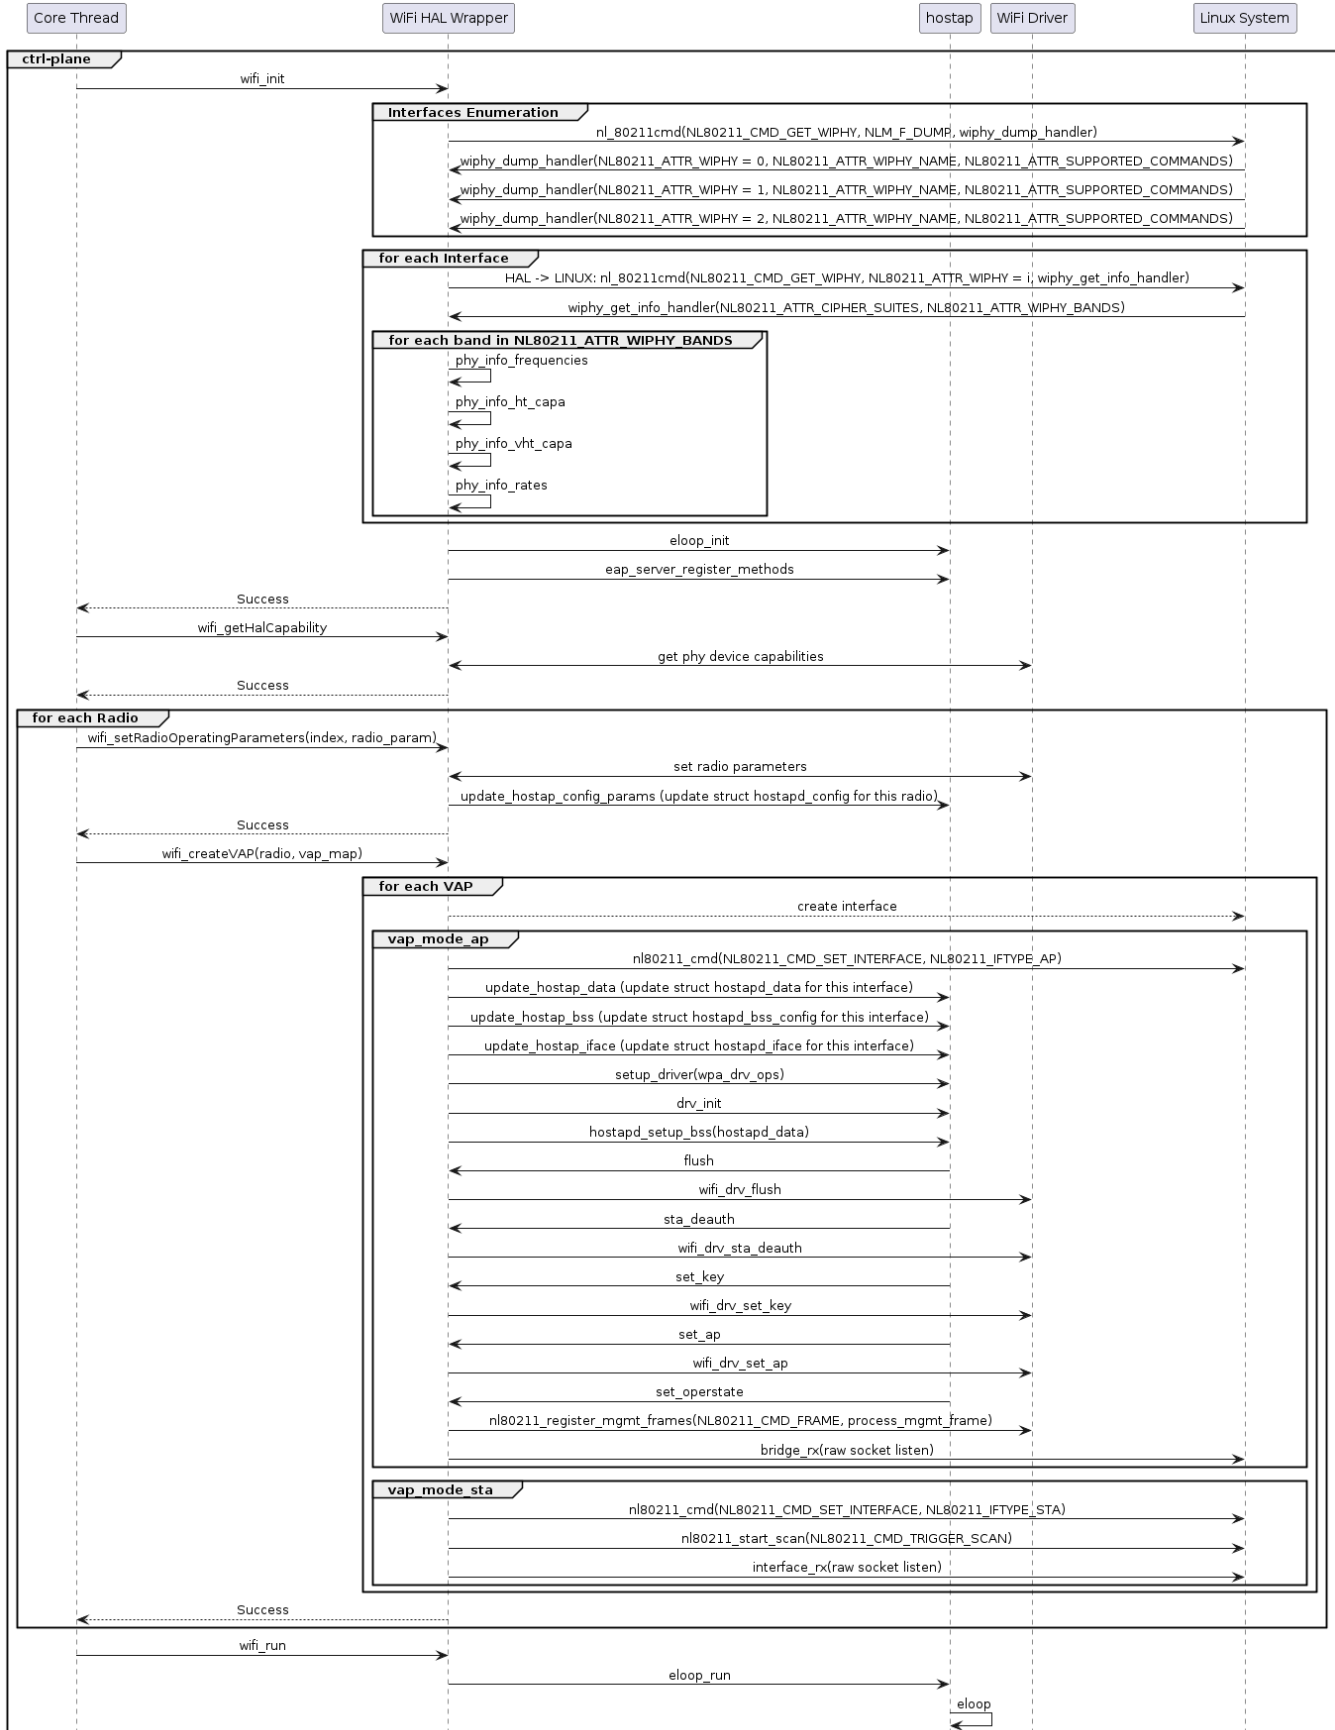 Core Thread
WiFi HAL Wrapper
hostap
WiFi Driver
Linux System
ctrl-plane
wifi_init
Interfaces Enumeration
nl_80211cmd(NL80211_CMD_GET_WIPHY, NLM_F_DUMP, wiphy_dump_handler)
wiphy_dump_handler(NL80211_ATTR_WIPHY = 0, NL80211_ATTR_WIPHY_NAME, NL80211_ATTR_SUPPORTED_COMMANDS)
wiphy_dump_handler(NL80211_ATTR_WIPHY = 1, NL80211_ATTR_WIPHY_NAME, NL80211_ATTR_SUPPORTED_COMMANDS)
wiphy_dump_handler(NL80211_ATTR_WIPHY = 2, NL80211_ATTR_WIPHY_NAME, NL80211_ATTR_SUPPORTED_COMMANDS)
for each Interface
HAL -> LINUX: nl_80211cmd(NL80211_CMD_GET_WIPHY, NL80211_ATTR_WIPHY = i, wiphy_get_info_handler)
wiphy_get_info_handler(NL80211_ATTR_CIPHER_SUITES, NL80211_ATTR_WIPHY_BANDS)
for each band in NL80211_ATTR_WIPHY_BANDS
phy_info_frequencies
phy_info_ht_capa
phy_info_vht_capa
phy_info_rates
eloop_init
eap_server_register_methods
Success
wifi_getHalCapability
get phy device capabilities
Success
for each Radio
wifi_setRadioOperatingParameters(index, radio_param)
set radio parameters
update_hostap_config_params (update struct hostapd_config for this radio)
Success
wifi_createVAP(radio, vap_map)
for each VAP
create interface
vap_mode_ap
nl80211_cmd(NL80211_CMD_SET_INTERFACE, NL80211_IFTYPE_AP)
update_hostap_data (update struct hostapd_data for this interface)
update_hostap_bss (update struct hostapd_bss_config for this interface)
update_hostap_iface (update struct hostapd_iface for this interface)
setup_driver(wpa_drv_ops)
drv_init
hostapd_setup_bss(hostapd_data)
flush
wifi_drv_flush
sta_deauth
wifi_drv_sta_deauth
set_key
wifi_drv_set_key
set_ap
wifi_drv_set_ap
set_operstate
nl80211_register_mgmt_frames(NL80211_CMD_FRAME, process_mgmt_frame)
bridge_rx(raw socket listen)
vap_mode_sta
nl80211_cmd(NL80211_CMD_SET_INTERFACE, NL80211_IFTYPE_STA)
nl80211_start_scan(NL80211_CMD_TRIGGER_SCAN)
interface_rx(raw socket listen)
Success
wifi_run
eloop_run
eloop